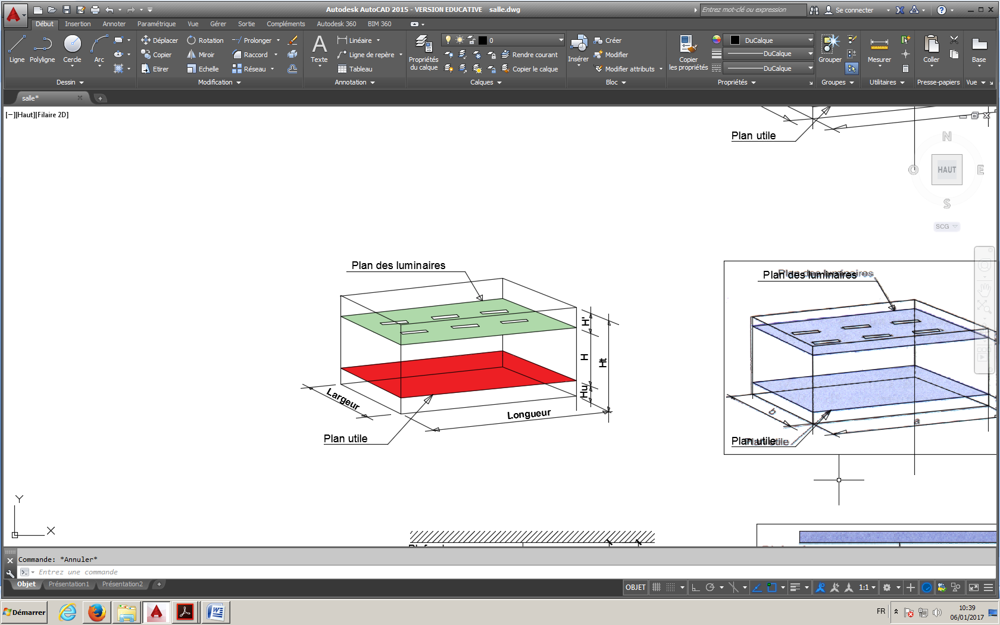 Autodesk AutoCAD 2015 - VERSION EDUCATIVE salle.dwg
Entrez mot-clé ou expression
Se connecter
Début Insertion Annoter Paramétrique Vue Gérer Sortie Compléments Autodesk 360 BIM 360
Ligne Polyligne Cercle Arc
Déplacer Rotation Prolonger
Copier Miroir Raccord
Etirer Echelle Réseau
Texte
Linéaire
Ligne de repère
Tableau
Propriétés
du calque
0
Rendre courant
Copier le calque
Insérer
Créer
Modifier
Modifier attributs
Copier
les propriétés
DuCalque
DuCalque
DuCalque
Grouper
Mesurer
Coller
Base
Dessin Modification Annotation Calques Bloc Propriétés Groupes Utilitaires Presse-papiers Vue
salle*
[−][Haut][Filaire 2D]
Plan utile
N
O HAUT E
S
SCG
Plan des luminaires
H'
H
Ht
Hu
Largeur
Longueur
Plan utile
Plan des luminaires
Plan des luminaires
b
a
Plan utile
Plan utile
Y
X
Commande: *Annuler*
Entrez une commande
Objet Présentation1 Présentation2
OBJET
1:1
Démarrer
FR
10:39
06/01/2017